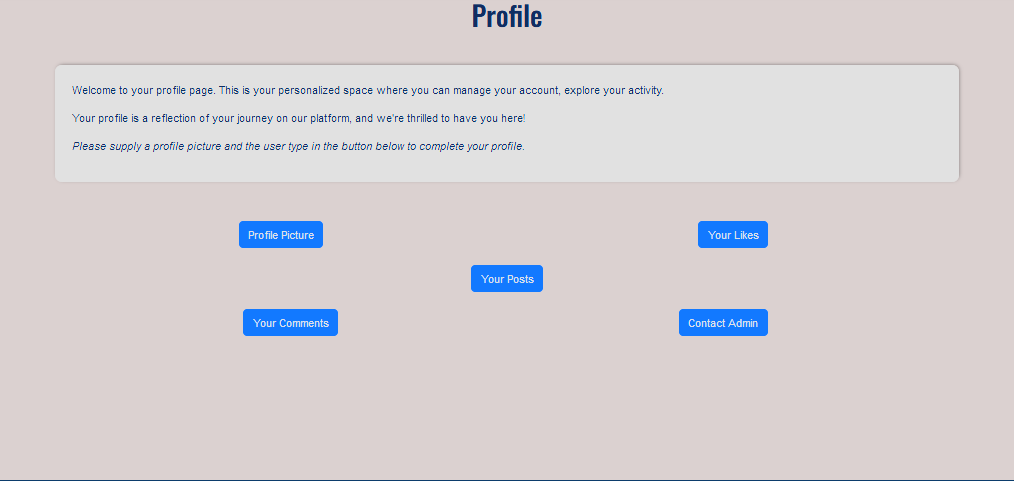 Profile
Welcome to your profile page. This is your personalized space where you can manage your account, explore your activity.
Your profile is a reflection of your journey on our platform, and we're thrilled to have you here!
Please supply a profile picture and the user type in the button below to complete your profile.
Profile Picture
Your Likes
Your Posts
Your Comments
Contact Admin